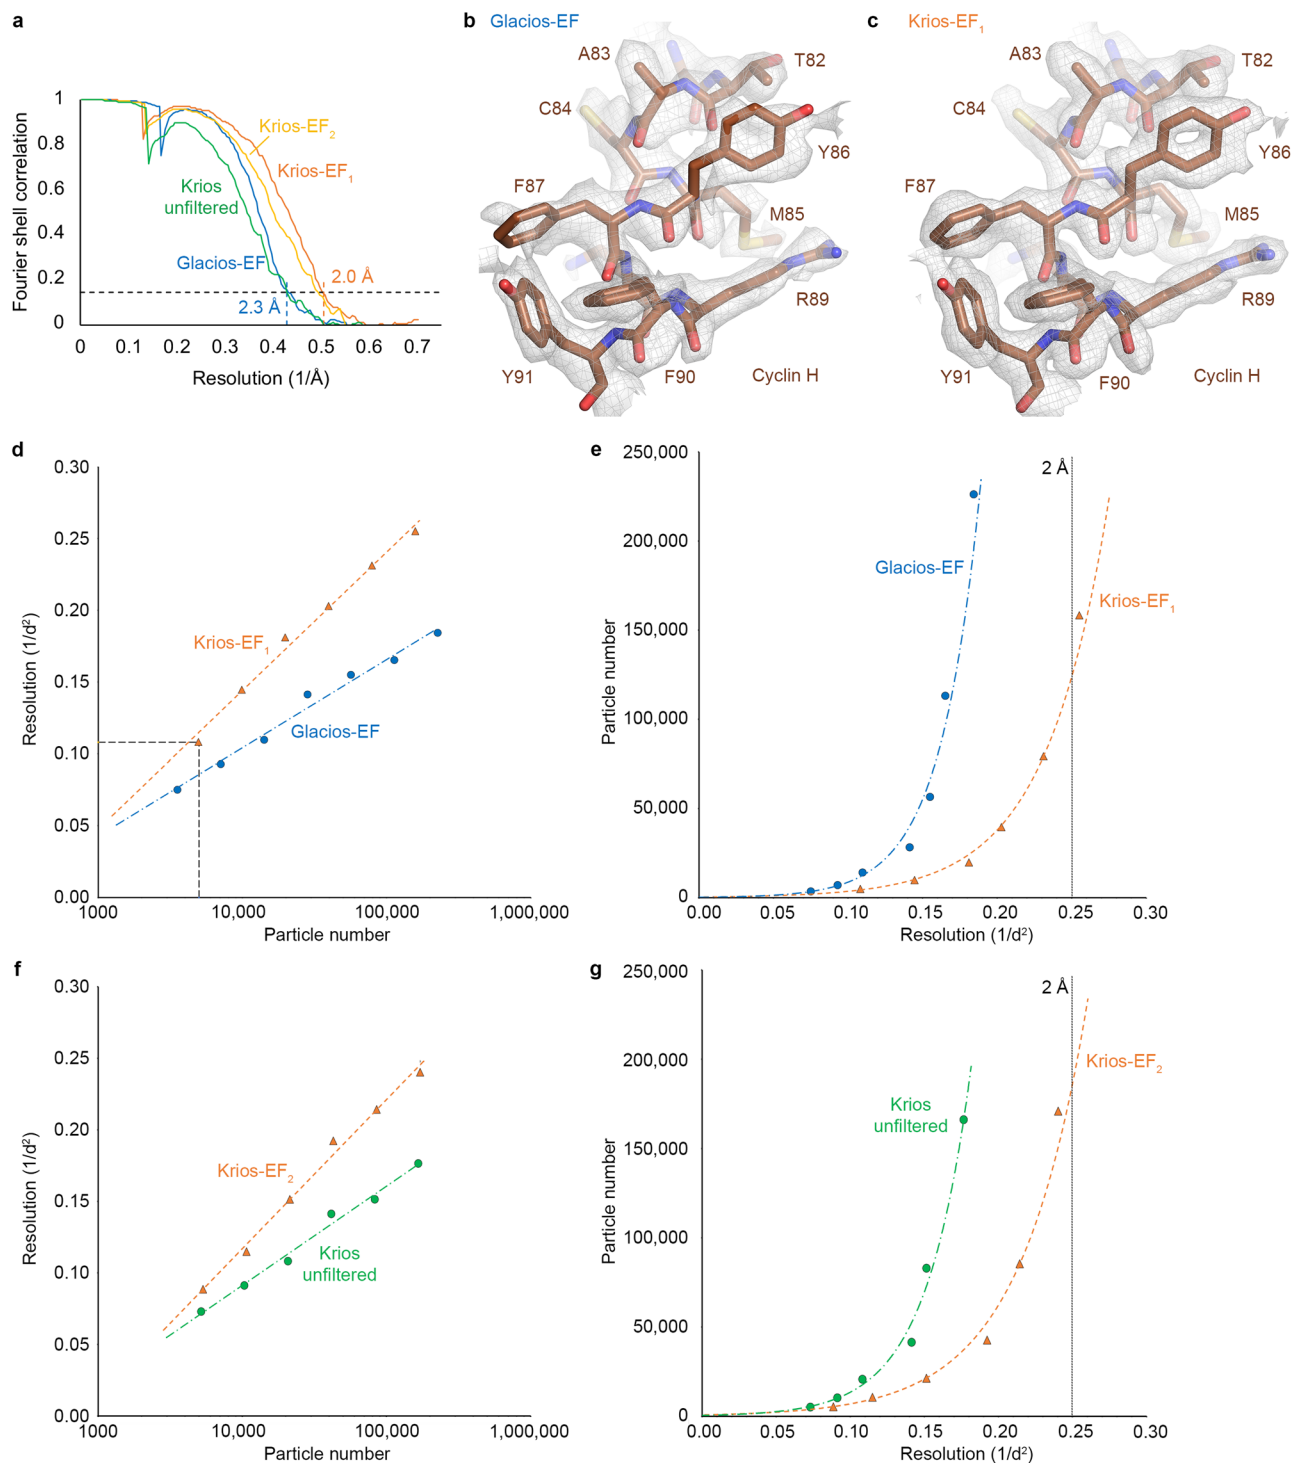 a
Fourier shell correlation
1
0.8
0.6
0.4
0.2
0
0
0.1
0.2
0.3
0.4
0.5
0.6
0.7
Resolution (1/Å)
Krios-EF2
Krios-EF1
Krios
unfiltered
Glacios-EF
2.0 Å
2.3 Å
b Glacios-EF
A83
T82
C84
Y86
F87
M85
R89
Y91
F90
Cyclin H
c Krios-EF1
A83
T82
C84
Y86
F87
M85
R89
Y91
F90
Cyclin H
d
Resolution (1/d²)
0.30
0.25
0.20
0.15
0.10
0.05
0.00
1000
10,000
100,000
1,000,000
Particle number
Krios-EF1
Glacios-EF
e
Particle number
250,000
200,000
150,000
100,000
50,000
0
0.00
0.10
0.15
0.20
0.25
0.30
Resolution (1/d²)
2 Å
Glacios-EF
Krios-EF1
f
Resolution (1/d²)
0.30
0.25
0.20
0.15
0.10
0.05
0.00
1000
10,000
100,000
1,000,000
Particle number
Krios-EF2
Krios
unfiltered
g
Particle number
250,000
200,000
150,000
100,000
50,000
0
0.00
0.10
0.15
0.20
0.25
0.30
Resolution (1/d²)
2 Å
Krios
unfiltered
Krios-EF2